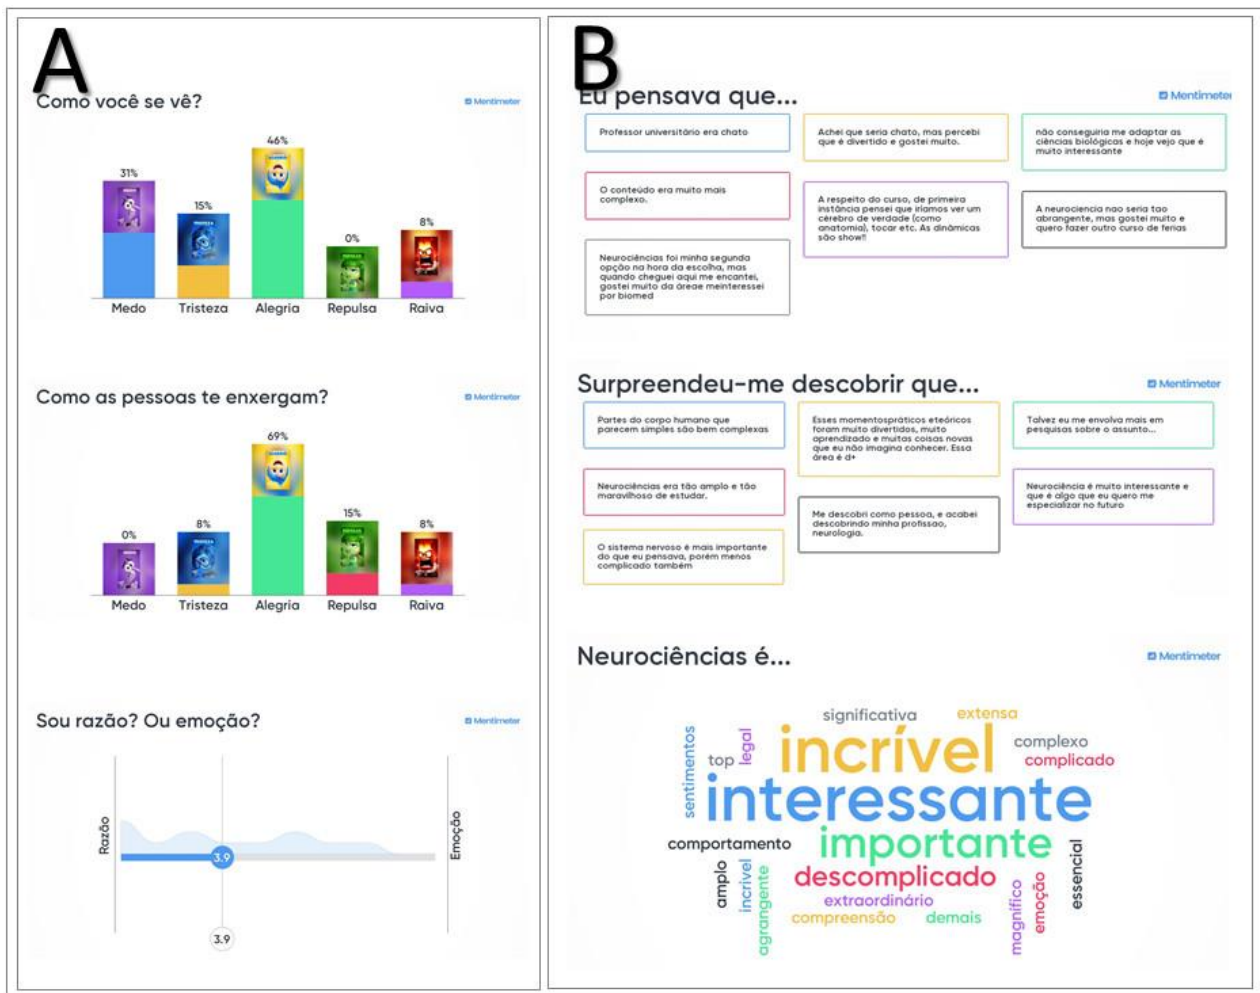 A
Como você se vê?
Mentimeter
31%
15%
46%
0%
8%
Medo
Tristeza
Alegria
Repulsa
Raiva
Como as pessoas te enxergam?
Mentimeter
0%
8%
69%
15%
8%
Medo
Tristeza
Alegria
Repulsa
Raiva
Sou razão? Ou emoção?
Mentimeter
Razão
3.9
Emoção
3.9
B
Eu pensava que...
Mentimeter
Professor universitário era chato
O conteúdo era muito mais
complexo.
Neurociências foi minha segunda
opção na hora da escolha, mas
quando cheguei aqui me encantei,
gostei muito da áreae meinteressei
por biomed
Achei que seria chato, mas percebi
que é divertido e gostei muito.
A respeito do curso, de primeira
instância pensei que iríamos ver um
cérebro de verdade (como
anatomia), tocar etc. As dinâmicas
são show!!
não conseguiria me adaptar as
ciências biológicas e hoje vejo que é
muito interessante
A neurociencia nao seria tao
abrangente, mas gostei muito e
quero fazer outro curso de ferias
Surpreendeu-me descobrir que...
Mentimeter
Partes do corpo humano que
parecem simples são bem complexas
Neurociências era tão amplo e tão
maravilhoso de estudar.
O sistema nervoso é mais importante
do que eu pensava, porém menos
complicado também
Esses momentospráticos eteóricos
foram muito divertidos, muito
aprendizado e muitas coisas novas
que eu não imagina conhecer. Essa
área é d+
Me descobri como pessoa, e acabei
descobrindo minha profissao,
neurologia.
Talvez eu me envolva mais em
pesquisas sobre o assunto...
Neurociência é muito interessante e
que é algo que eu quero me
especializar no futuro
Neurociências é...
Mentimeter
significativa
extensa
sentimentos
top
legal
incrível
complexo
complicado
interessante
comportamento
importante
amplo
incrivel
agrangente
descomplicado
extraordinário
compreensão
demais
magnífico
emoção
essencial